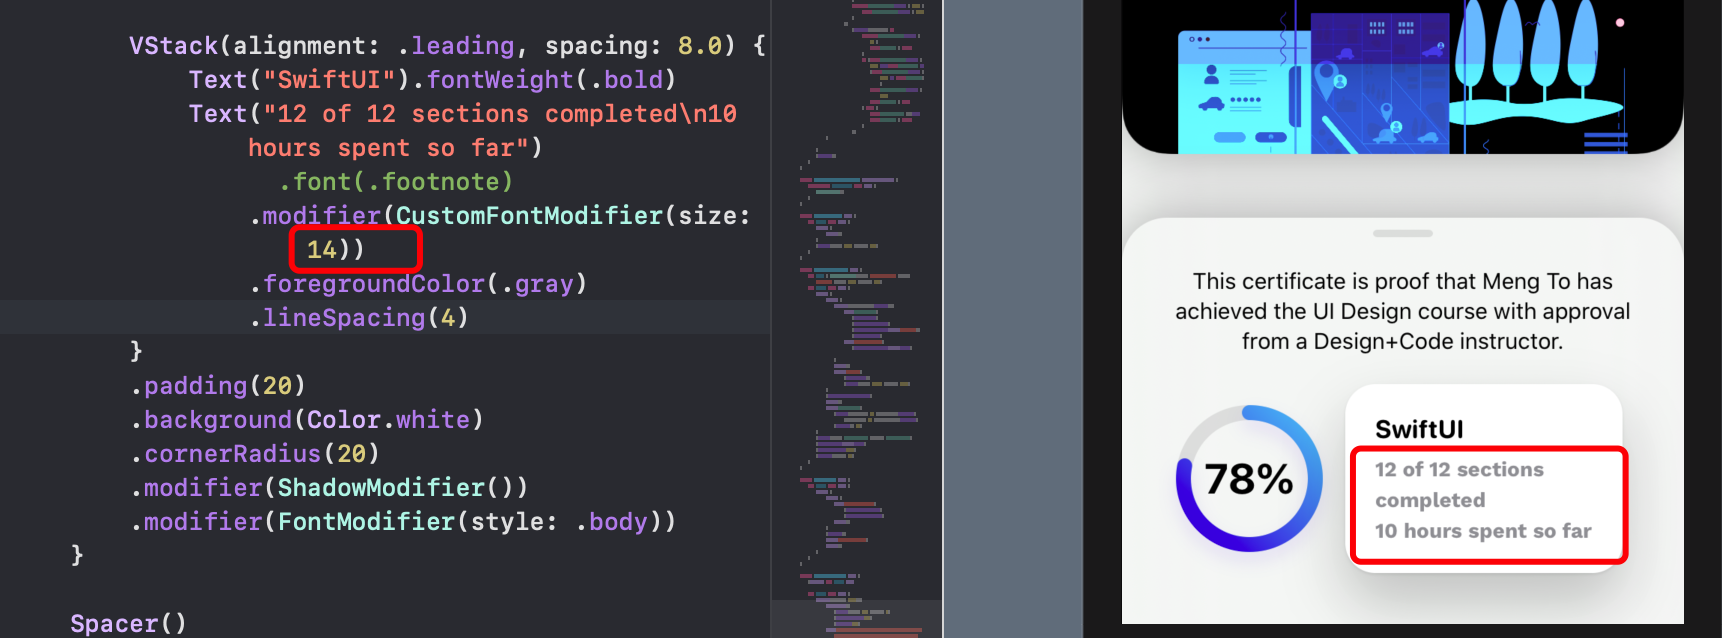 VStack(alignment: .leading, spacing: 8.0) {
Text("SwiftUI").fontWeight(.bold)
Text("12 of 12 sections completed\n10
hours spent so far")
.font(.footnote)
.modifier(CustomFontModifier(size:
14))
.foregroundColor(.gray)
.lineSpacing(4)
}
.padding(20)
.background(Color.white)
.cornerRadius(20)
.modifier(ShadowModifier())
.modifier(FontModifier(style: .body))
}
Spacer()
This certificate is proof that Meng To has
achieved the UI Design course with approval
from a Design+Code instructor.
78%
SwiftUI
12 of 12 sections
completed
10 hours spent so far